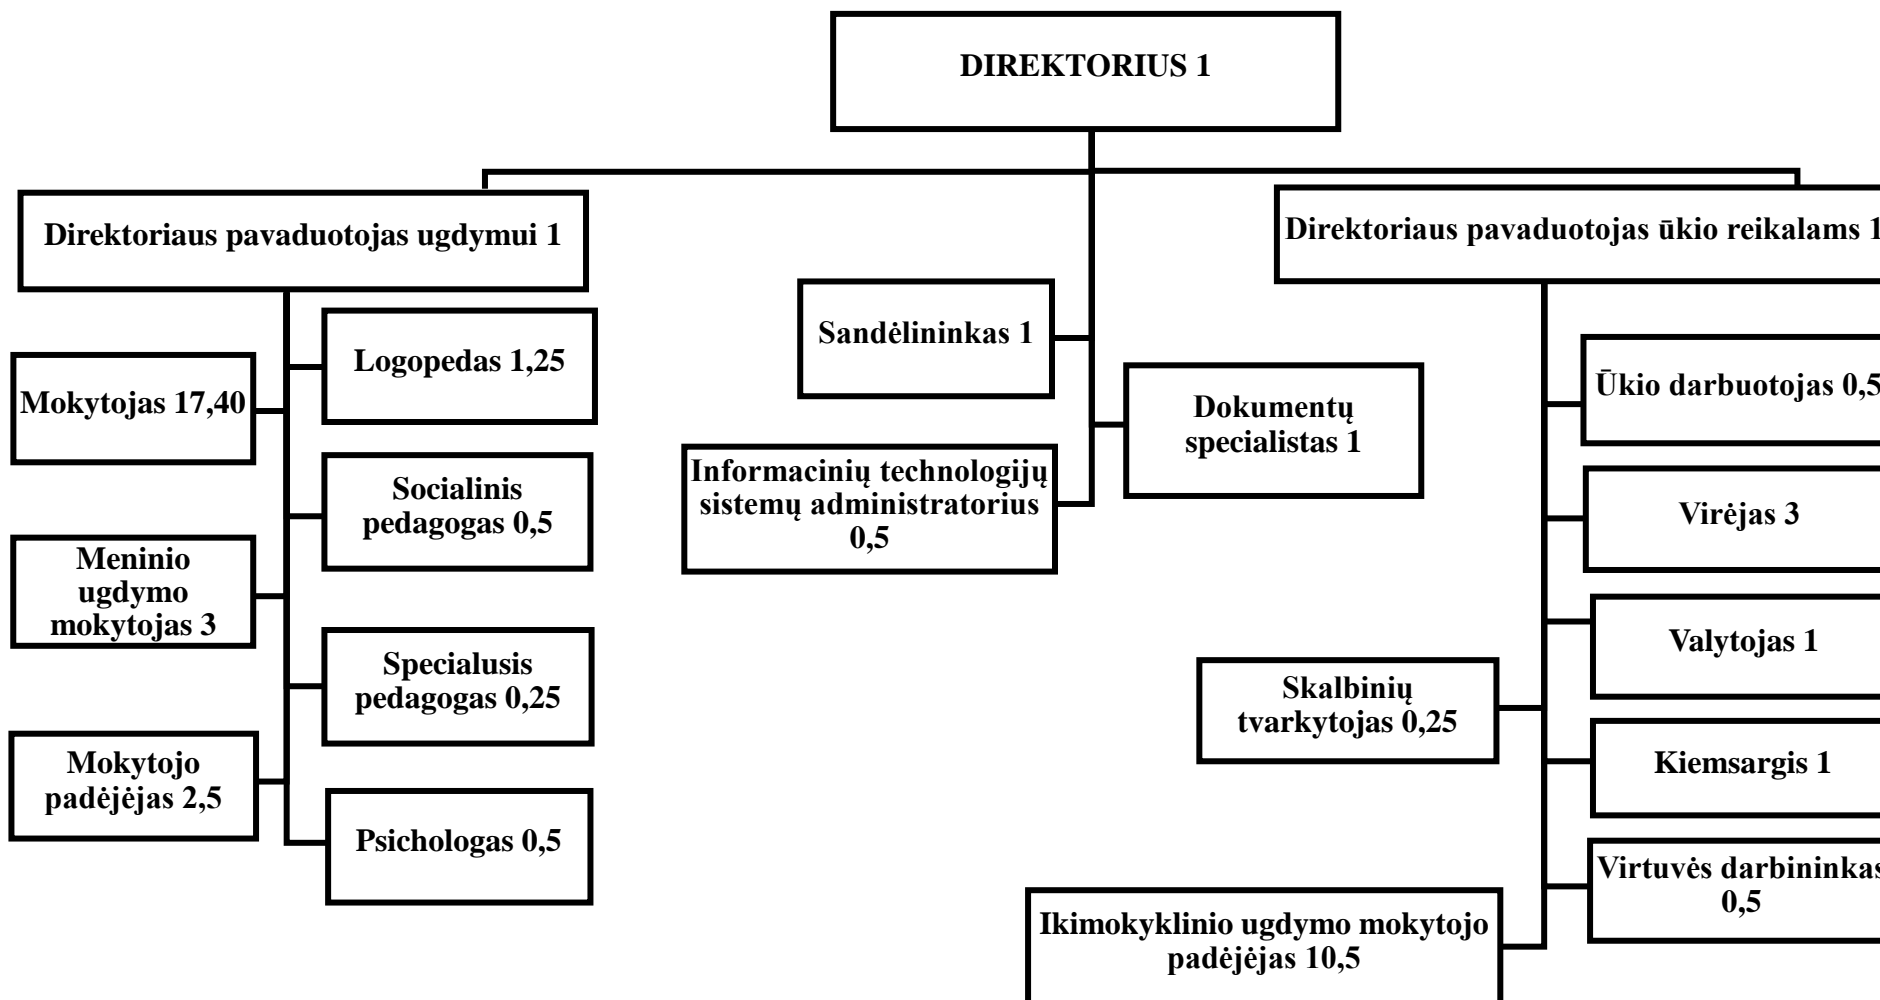 DIREKTORIUS 1
Direktoriaus pavaduotojas ugdymui 1
Direktoriaus pavaduotojas ūkio reikalams 1
Mokytojas 17,40
Logopedas 1,25
Socialinis
pedagogas 0,5
Meninio
ugdymo
mokytojas 3
Specialusis
pedagogas 0,25
Mokytojo
padėjėjas 2,5
Psichologas 0,5
Sandėlininkas 1
Dokumentų
specialistas 1
Informacinių technologijų
sistemų administratorius
0,5
Ūkio darbuotojas 0,5
Virėjas 3
Valytojas 1
Skalbinių
tvarkytojas 0,25
Kiemsargis 1
Virtuvės darbininkas
0,5
Ikimokyklinio ugdymo mokytojo
padėjėjas 10,5